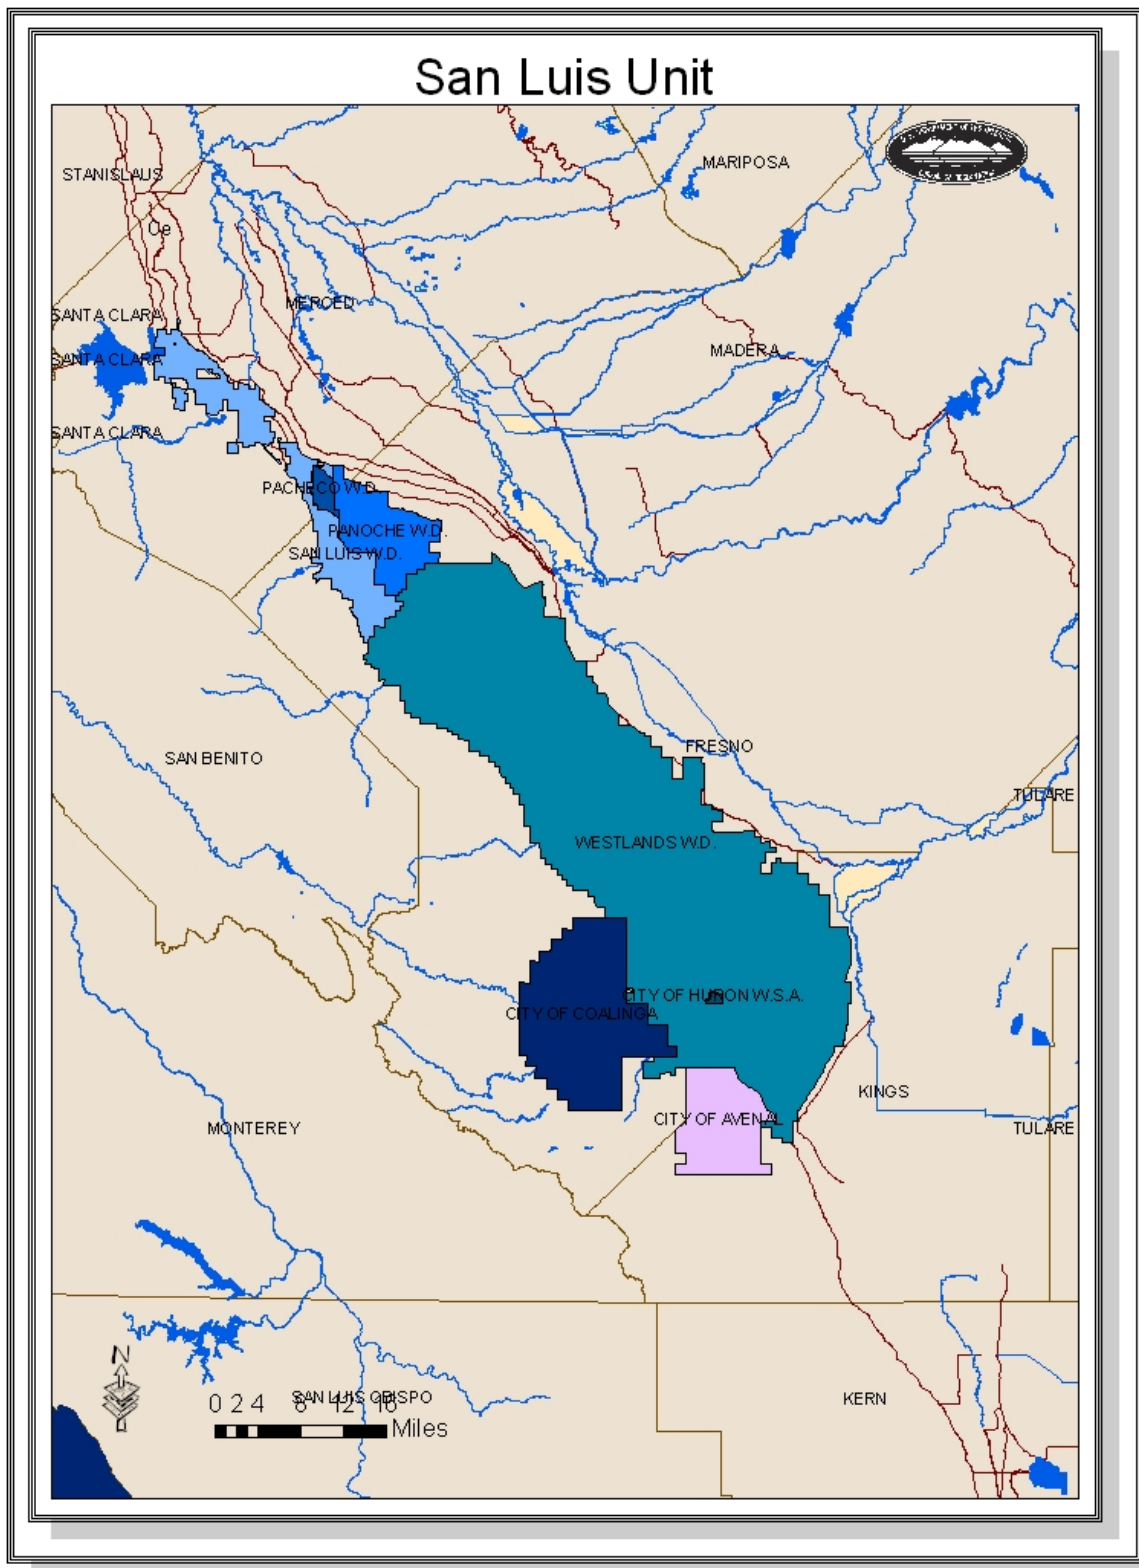 San Luis Unit
STANISLAUS
MARIPOSA
Ce
MERCED
SANTA CLARA
MADERA
SANTA CLARA
SANTA CLARA
PACHECO W.D.
PANOCHE W.D.
SAN LUIS W.D.
FRESNO
SAN BENITO
TULARE
WESTLANDS W.D.
CITY OF HURON W.S.A.
CITY OF COALINGA
KINGS
CITY OF AVENAL
MONTEREY
TULARE
N
SAN LUIS OBISPO
KERN
0 2 4 8 12 16
Miles